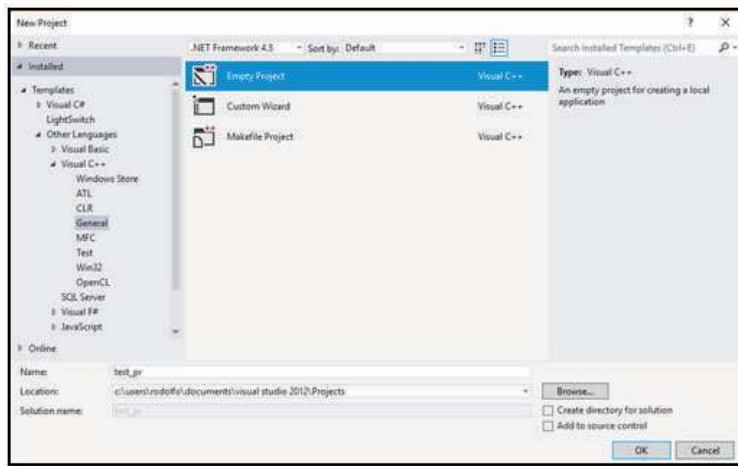 New Project
? X
Recent
.NET Framework 4.5
Sort by: Default
Search Installed Templates (Ctrl+E)
Installed
Templates
Visual C#
LightSwitch
Other Languages
Visual Basic
Visual C++
Windows Store
ATL
CLR
General
MFC
Test
Win32
OpenCL
SQL Server
Visual F#
JavaScript
Online
Empty Project Visual C++
Custom Wizard Visual C++
Makefile Project Visual C++
Type: Visual C++
An empty project for creating a local
application
Name: test_pr
Location: c:\users\rodolfo\documents\visual studio 2012\Projects
Browse...
Solution name: test_pr
Create directory for solution
Add to source control
OK Cancel